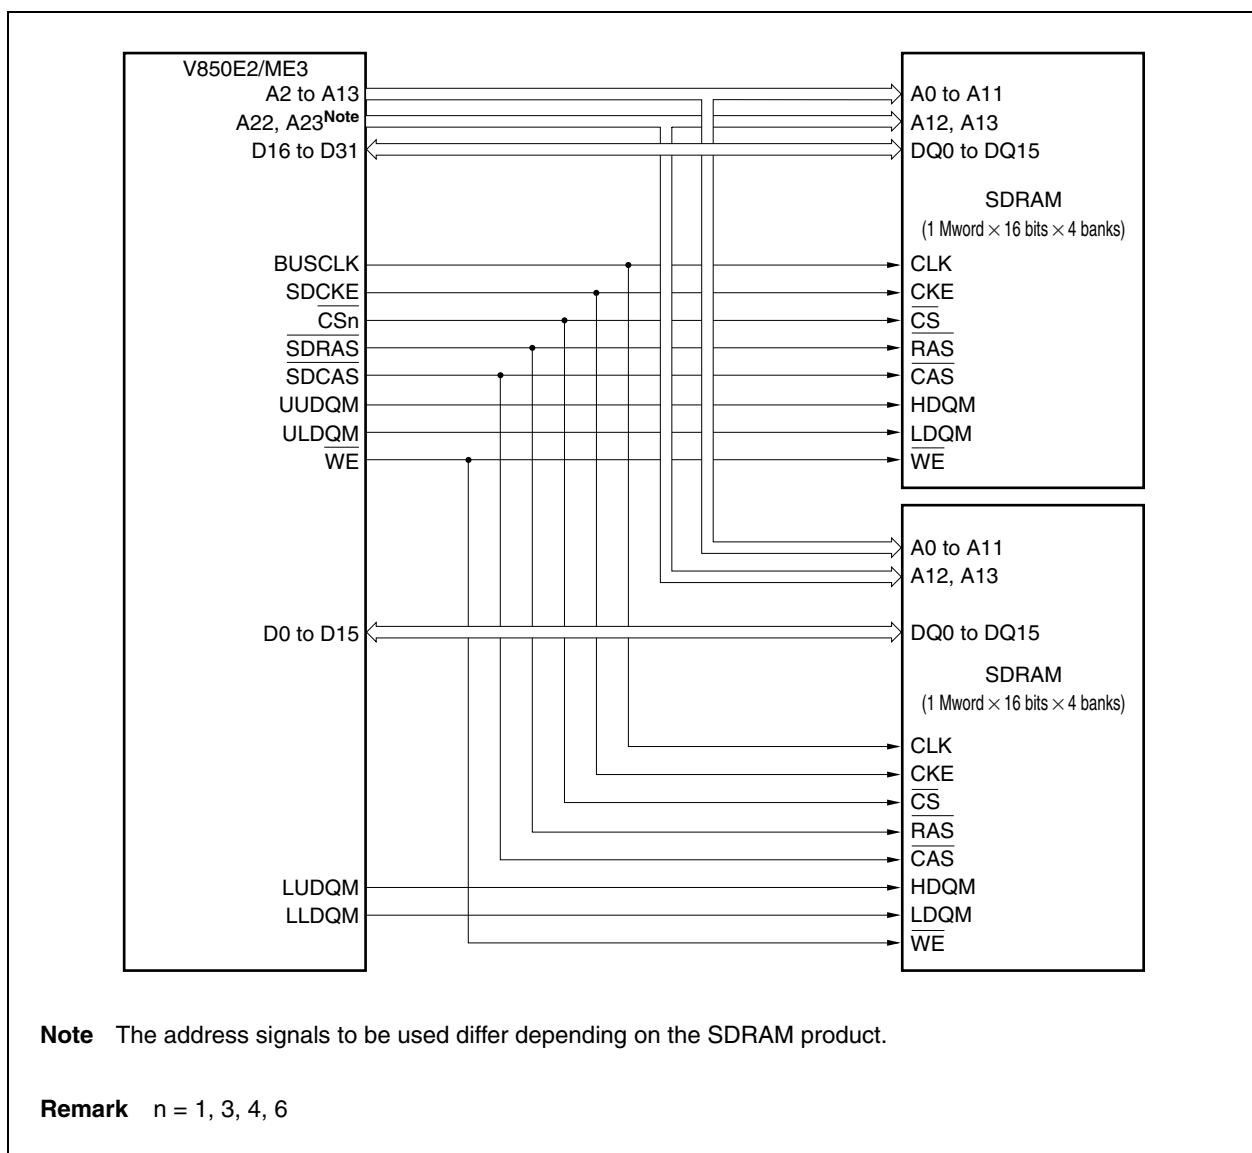 V850E2/ME3
A2 to A13
A22, A23Note
D16 to D31
BUSCLK
SDCKE
CSn
SDRAS
SDCAS
UUDQM
ULDQM
WE
D0 to D15
LUDQM
LLDQM
A0 to A11
A12, A13
DQ0 to DQ15
SDRAM
(1 Mword × 16 bits × 4 banks)
CLK
CKE
CS
RAS
CAS
HDQM
LDQM
WE
A0 to A11
A12, A13
DQ0 to DQ15
SDRAM
(1 Mword × 16 bits × 4 banks)
CLK
CKE
CS
RAS
CAS
HDQM
LDQM
WE
Note The address signals to be used differ depending on the SDRAM product.
Remark n = 1, 3, 4, 6